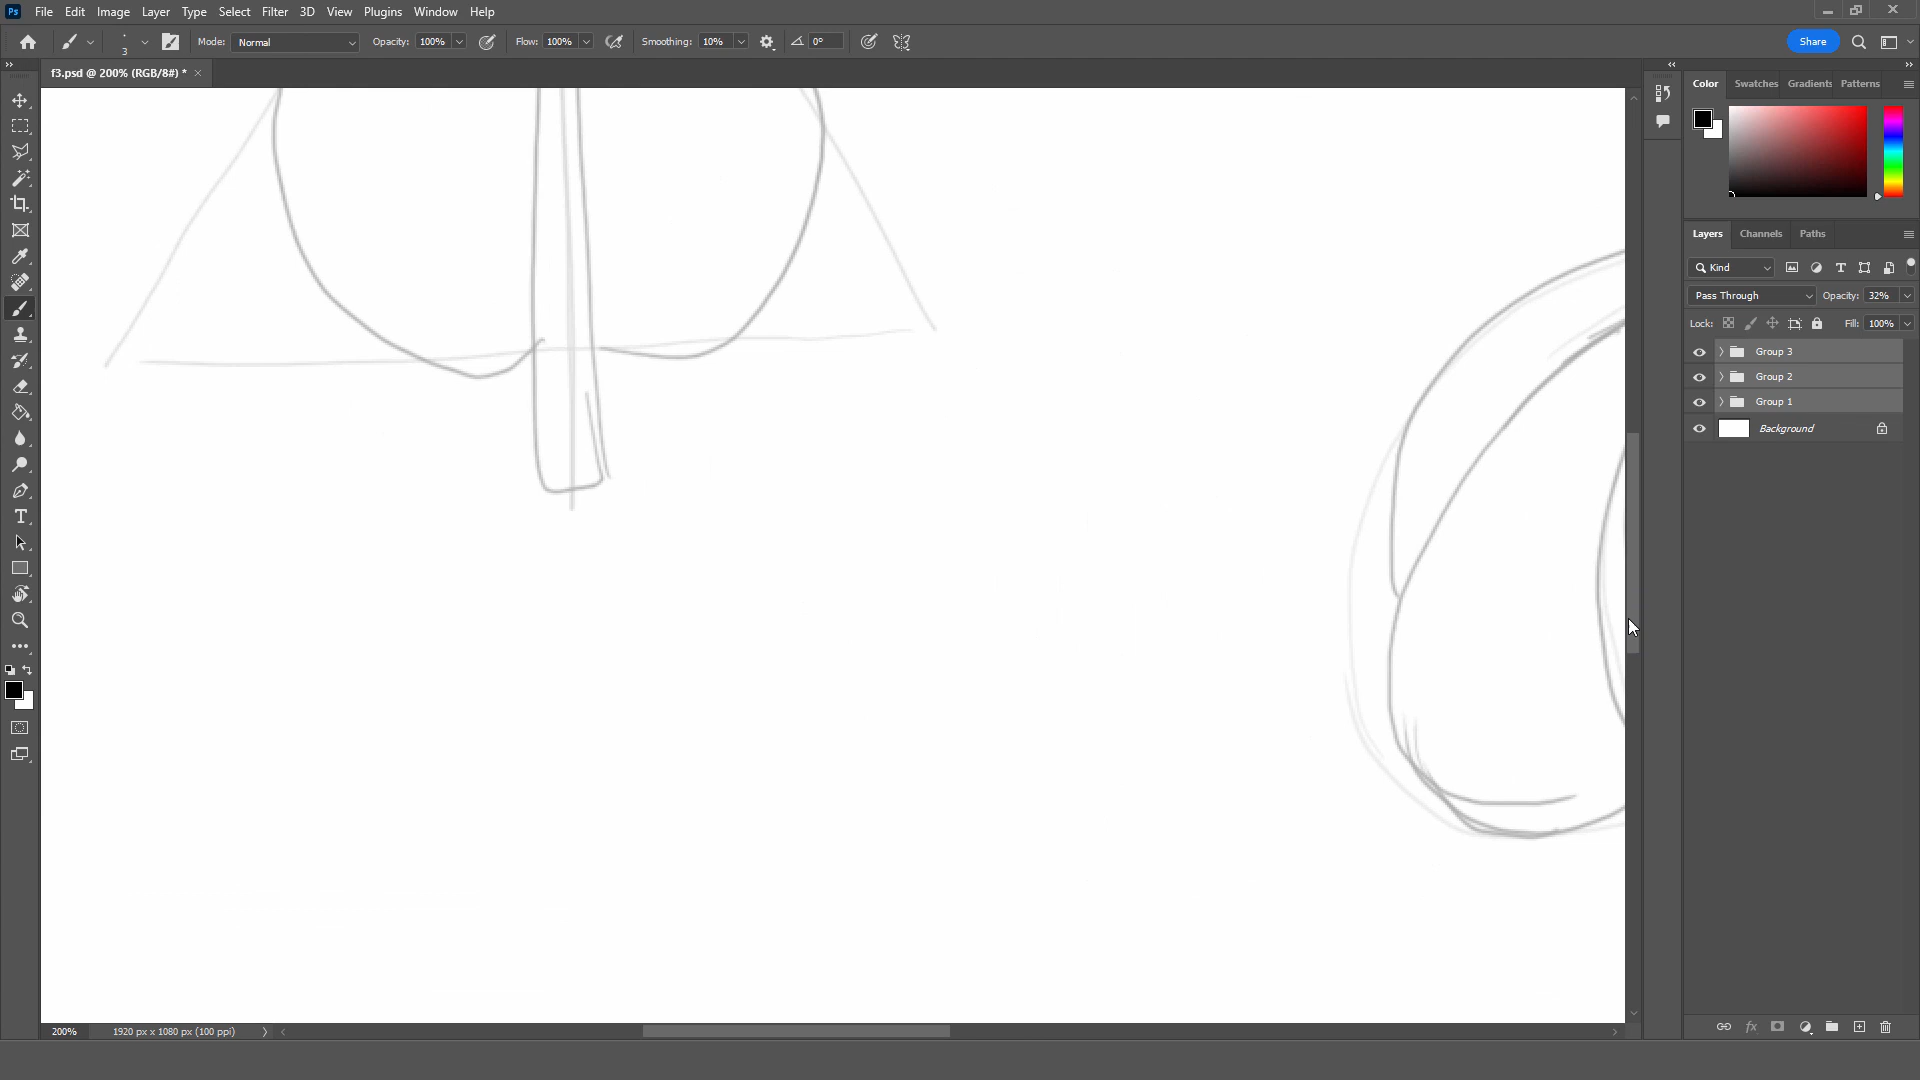 Ps File Edit Image Layer Type Select Filter 3D View Plugins Window Help
3 Mode: Normal Opacity: 100% Flow: 100% Smoothing: 10% 0° Share
f3.psd @ 200% (RGB/8#) * ×
Color Swatches Gradients Patterns
Layers Channels Paths
Kind
Pass Through Opacity: 32%
Lock: Fill: 100%
Group 3
Group 2
Group 1
Background
200% 1920 px x 1080 px (100 ppi)